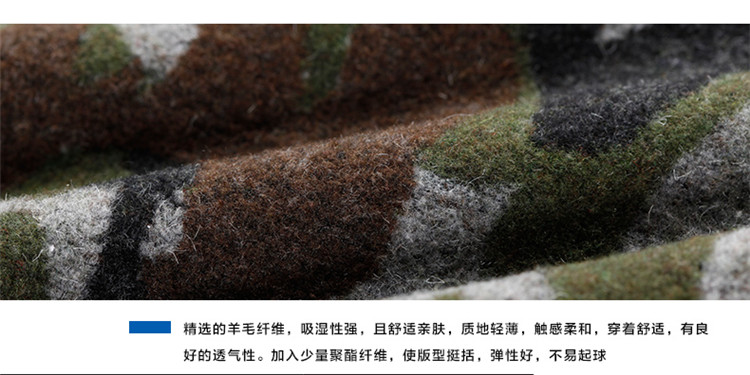 精选的羊毛纤维，吸湿性强，且舒适亲肤，质地轻薄，触感柔和，穿着舒适，有良
好的透气性。加入少量聚酯纤维，使版型挺括，弹性好，不易起球